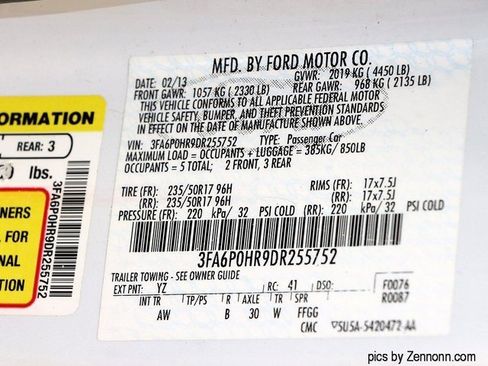 MFD. BY FORD MOTOR CO.
DATE: 02/13 GVWR: 2019 KG ( 4450 LB)
FRONT GAWR: 1057 KG ( 2330 LB) REAR GAWR: 968 KG ( 2135 LB)
THIS VEHICLE CONFORMS TO ALL APPLICABLE FEDERAL MOTOR
VEHICLE SAFETY, BUMPER, AND THEFT PREVENTION STANDARDS
IN EFFECT ON THE DATE OF MANUFACTURE SHOWN ABOVE.
VIN: 3FA6P0HR9DR255752 TYPE: Passenger Car
MAXIMUM LOAD = OCCUPANTS + LUGGAGE = 385KG/ 850LB
OCCUPANTS = 5 TOTAL; 2 FRONT, 3 REAR
TIRE (FR): 235/50R17 96H RIMS (FR): 17x7.5J
(RR): 235/50R17 96H (RR): 17x7.5J
PRESSURE (FR): 220 kPa/ 32 PSI COLD (RR): 220 kPa/ 32 PSI COLD
3FA6P0HR9DR255752
TRAILER TOWING - SEE OWNER GUIDE
EXT PNT: YZ RC: 41 DSO: F0076
INT TR TP/PS R AXLE TR S R0087
AW B 30 W FFGG
CMC 5U5A-5420472-AA
ORMATION
REAR: 3
lbs.
NERS
L FOR
NAL
TION
3FA6P0HR9DR255752
pics by Zennonn.com